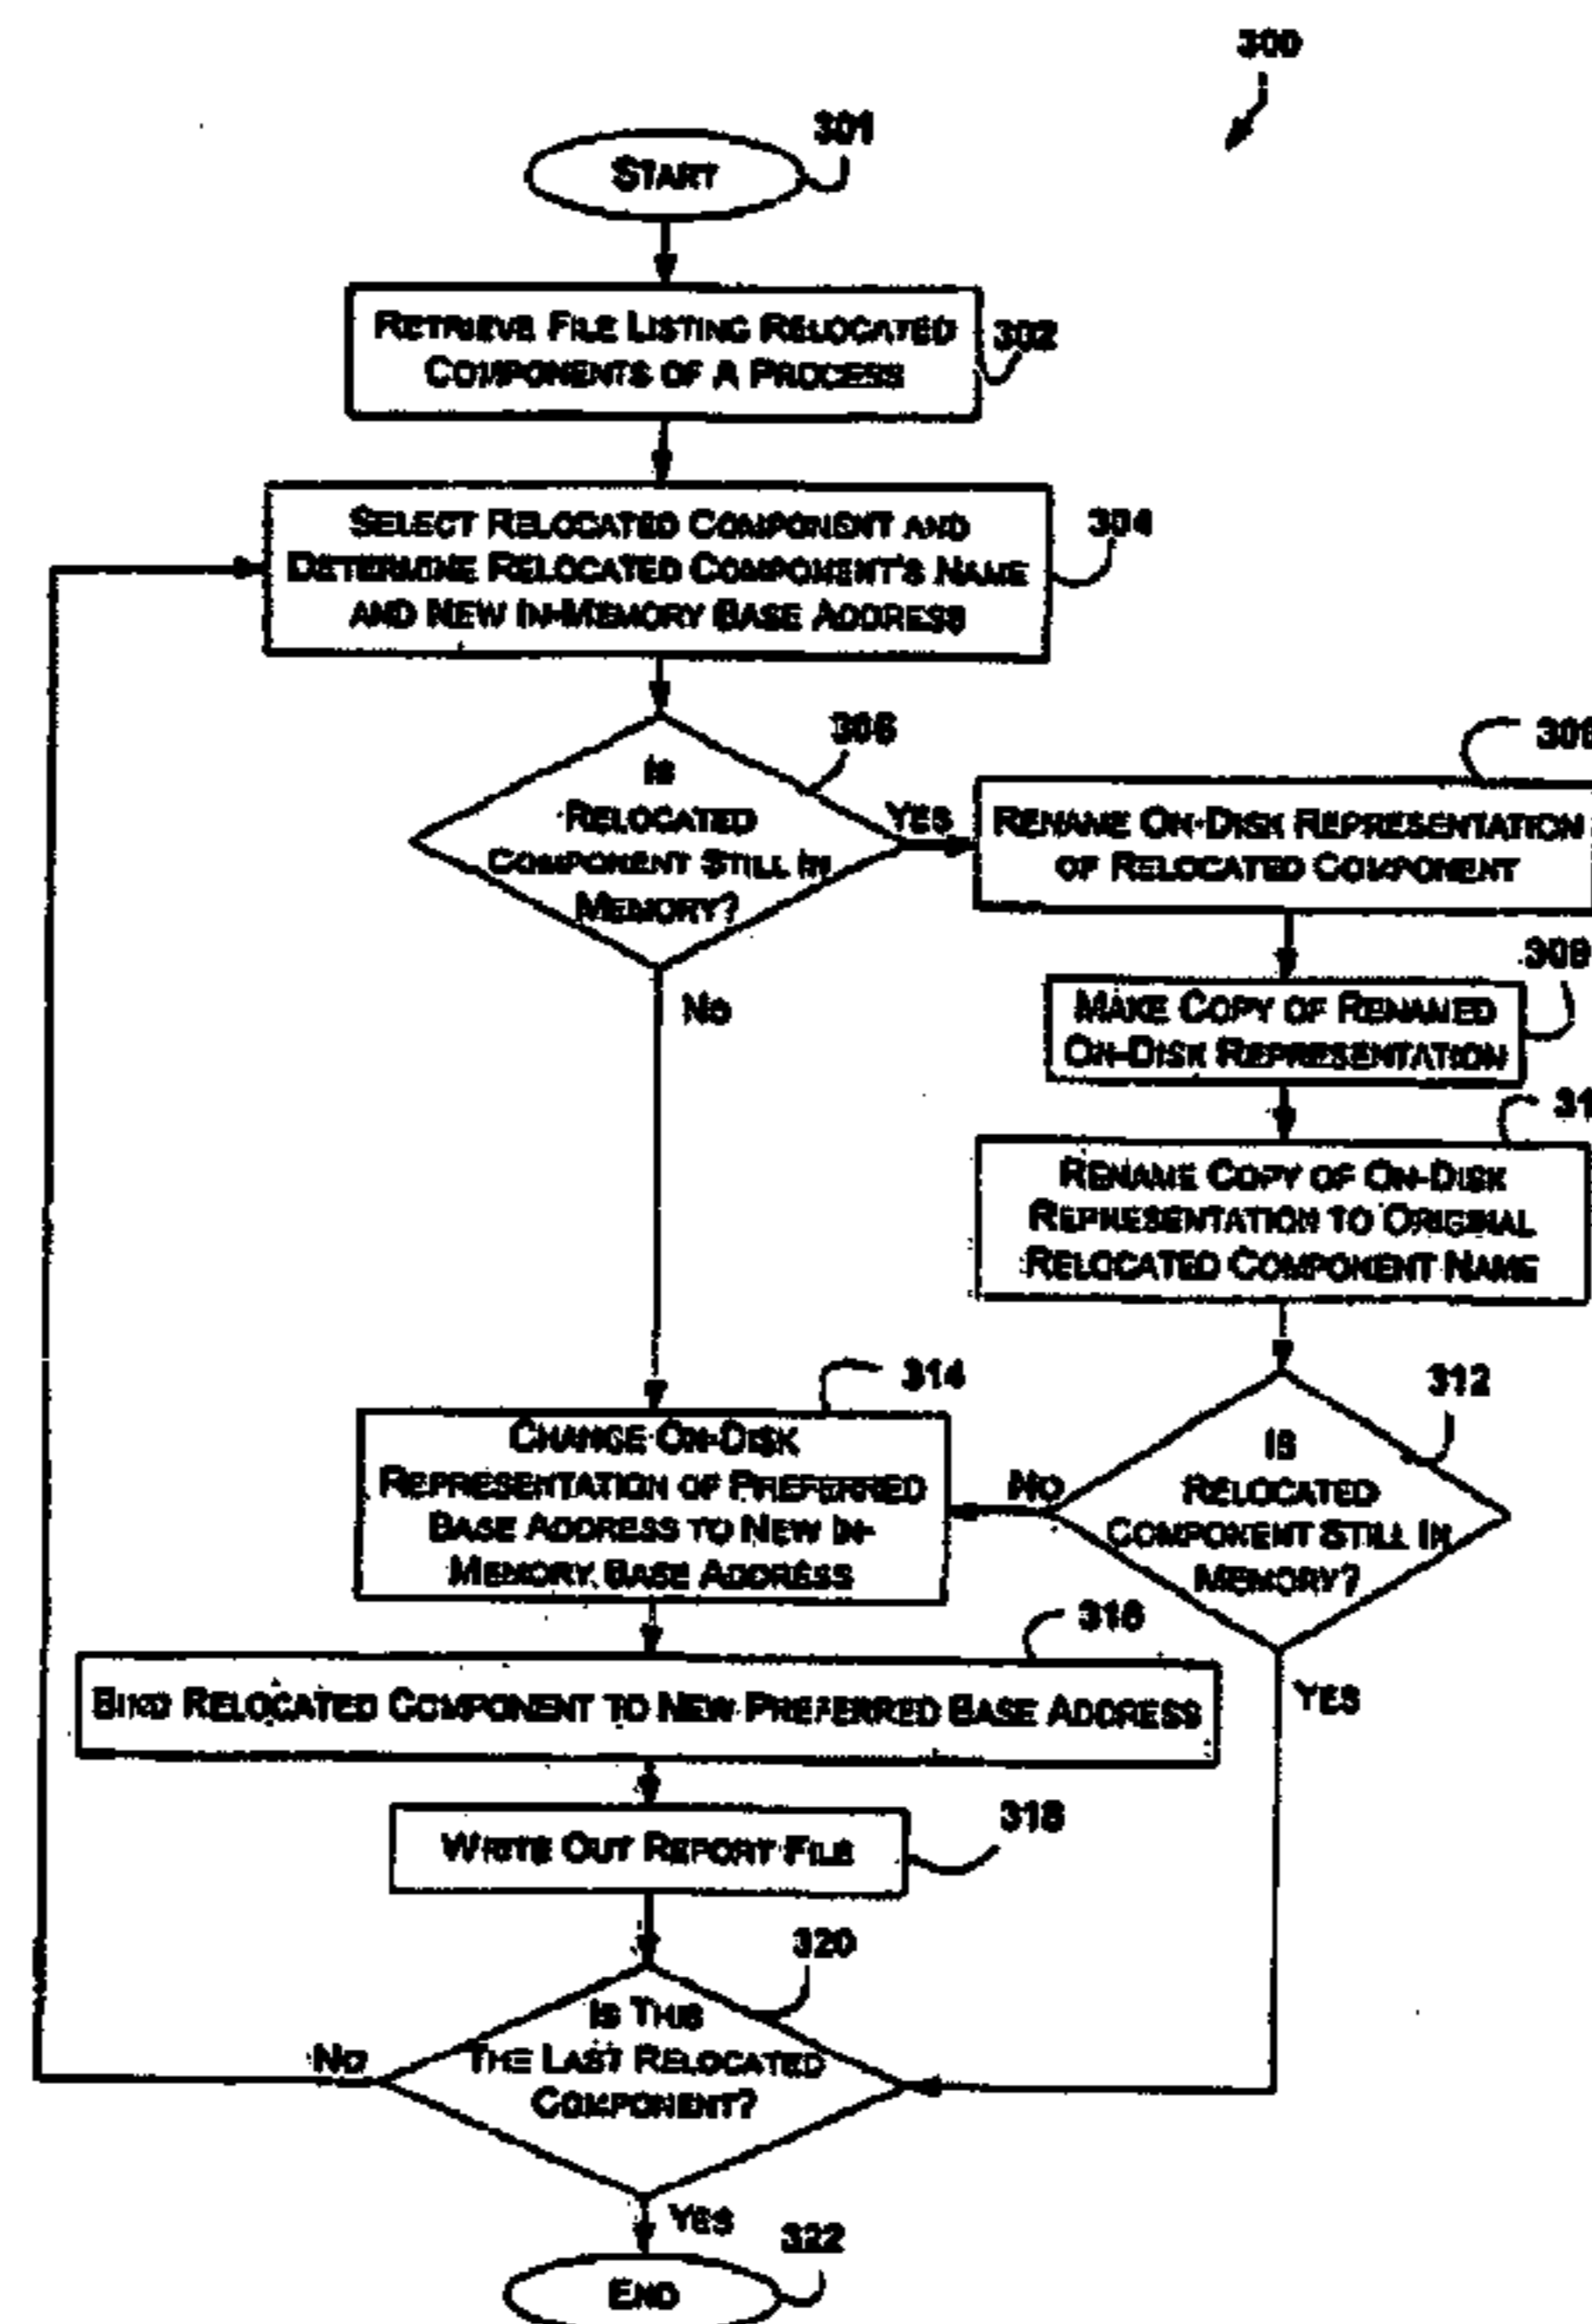 300
301
START
RETRIEVE FILE LISTING RELOCATED
COMPONENTS OF A PROCESS
302
SELECT RELOCATED COMPONENT AND
DETERMINE RELOCATED COMPONENT'S NAME
AND NEW IN-MEMORY BASE ADDRESS
304
306
IS
RELOCATED
COMPONENT STILL IN
MEMORY?
YES
NO
RENAME ON-DISK REPRESENTATION
OF RELOCATED COMPONENT
309
MAKE COPY OF RENAMED
ON-DISK REPRESENTATION
RENAME COPY OF ON-DISK
REPRESENTATION TO ORIGINAL
RELOCATED COMPONENT NAME
312
IS
RELOCATED
COMPONENT STILL IN
MEMORY?
NO
YES
314
CHANGE ON-DISK
REPRESENTATION OF PREFERRED
BASE ADDRESS TO NEW IN-
MEMORY BASE ADDRESS
316
BIND RELOCATED COMPONENT TO NEW PREFERRED BASE ADDRESS
WRITE OUT REPORT FILE
318
320
IS THIS
THE LAST RELOCATED
COMPONENT?
NO
YES
322
END